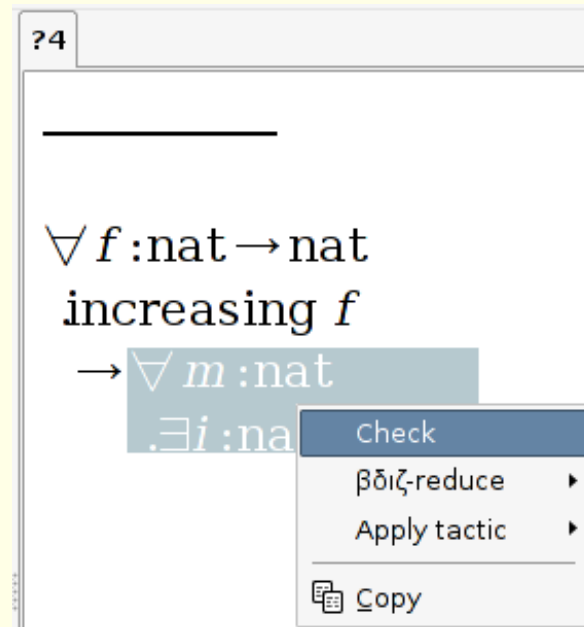 ?4
∀ f :nat → nat
.increasing f
→ ∀ m :nat
.∃i :na
Check
βδιζ-reduce
Apply tactic
Copy